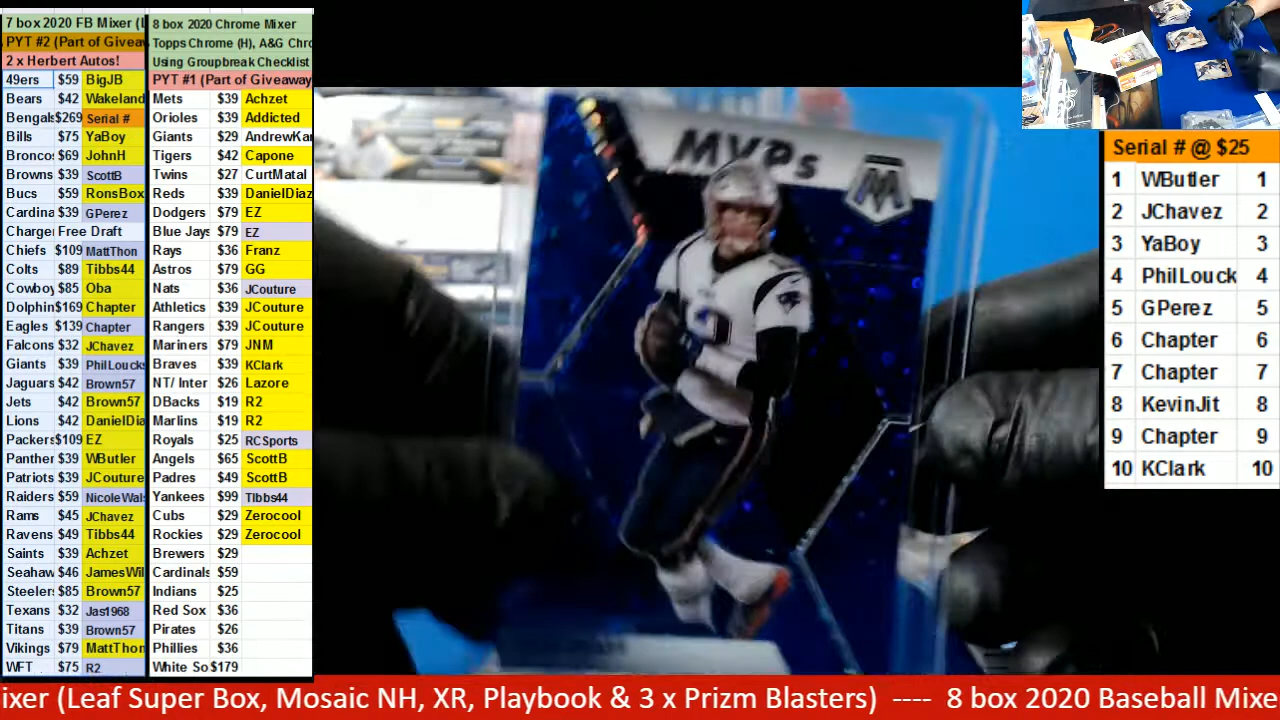 7 box 2020 FB Mixer (L
PYT #2 (Part of Giveaw
2 x Herbert Autos!
49ers $59 BigJB
Bears $42 Wakeland
Bengals $269 Serial #
Bills $75 YaBoy
Bronco $69 JohnH
Browns $39 ScottB
Bucs $59 RonsBox
Cardina $39 GPerez
Charger Free Draft
Chiefs $109 MattThon
Colts $89 Tibbs44
Cowboy $85 Oba
Dolphin $169 Chapter
Eagles $139 Chapter
Falcons $32 JChavez
Giants $39 PhilLoucks
Jaguars $42 Brown57
Jets $42 Brown57
Lions $42 DanielDia
Packers $109 EZ
Panther $39 WButler
Patriots $39 JCouture
Raiders $59 NicoleWals
Rams $45 JChavez
Ravens $49 Tibbs44
Saints $39 Achzet
Seahaw $46 JamesWil
Steelers $85 Brown57
Texans $32 Jas1968
Titans $39 Brown57
Vikings $79 MattThon
WFT $75 R2
8 box 2020 Chrome Mixer
Topps Chrome (H), A&G Chro
Using Groupbreak Checklist
PYT #1 (Part of Giveaway
Mets $39 Achzet
Orioles $39 Addicted
Giants $29 AndrewKar
Tigers $42 Capone
Twins $27 CurtMatal
Reds $39 DanielDiaz
Dodgers $79 EZ
Blue Jays $79 EZ
Rays $36 Franz
Astros $79 GG
Nats $36 JCouture
Athletics $39 JCouture
Rangers $39 JCouture
Mariners $79 JNM
Braves $39 KClark
NT/ Inter $26 Lazore
DBacks $19 R2
Marlins $19 R2
Royals $25 RCSports
Angels $65 ScottB
Padres $49 ScottB
Yankees $99 TIbbs44
Cubs $29 Zerocool
Rockies $29 Zerocool
Brewers $29
Cardinals $59
Indians $25
Red Sox $36
Pirates $26
Phillies $36
White So $179
MVPs
Serial # @ $25
1 WButler 1
2 JChavez 2
3 YaBoy 3
4 PhilLouck 4
5 GPerez 5
6 Chapter 6
7 Chapter 7
8 KevinJit 8
9 Chapter 9
10 KClark 10
ixer (Leaf Super Box, Mosaic NH, XR, Playbook & 3 x Prizm Blasters) ---- 8 box 2020 Baseball Mixe